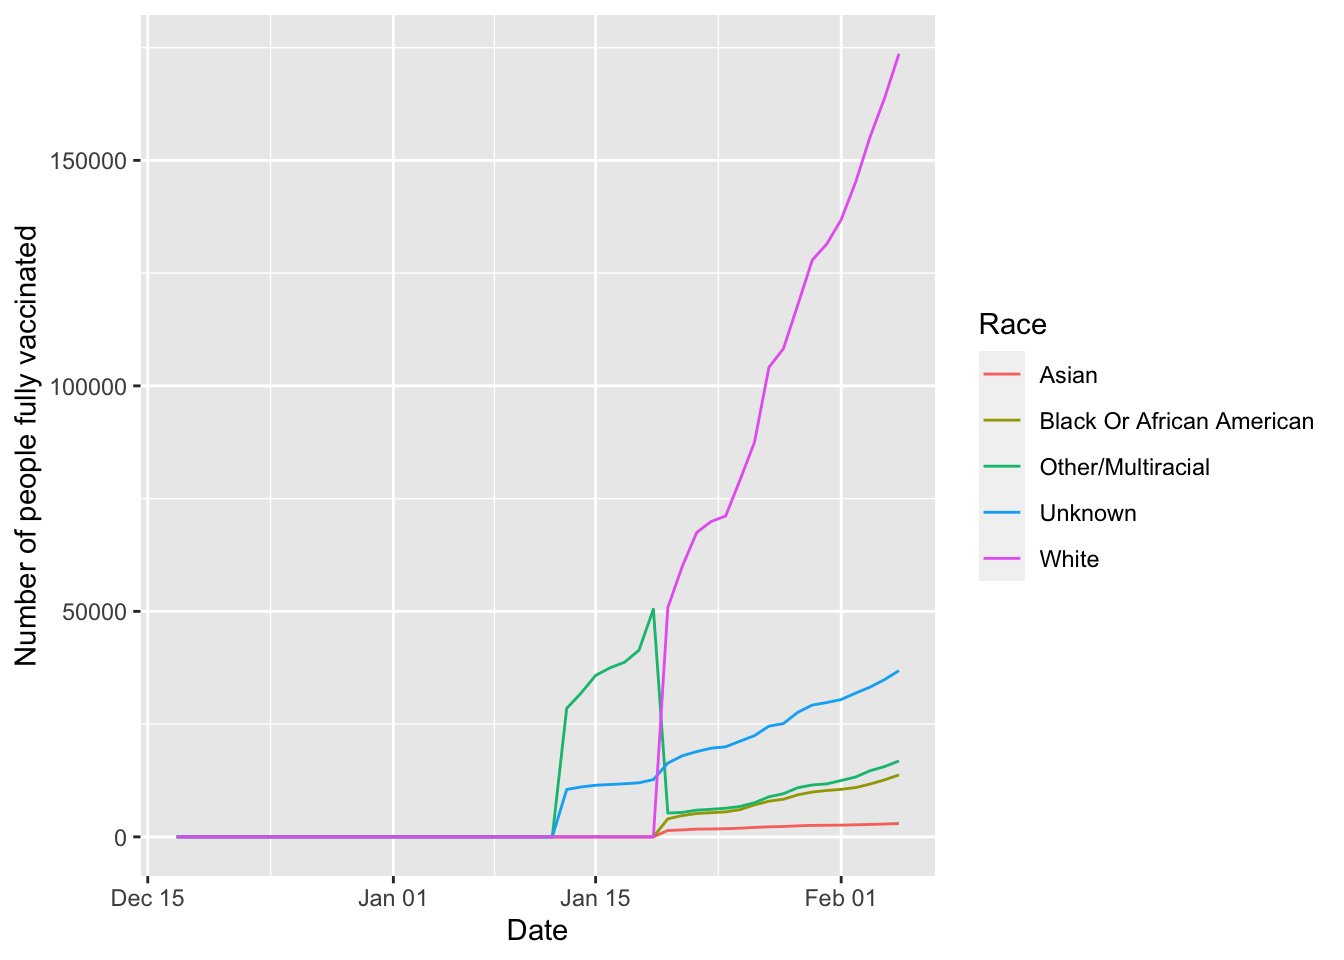 Number of people fully vaccinated
150000
100000
50000
0
Dec 15
Jan 01
Jan 15
Feb 01
Date
Race
Asian
Black Or African American
Other/Multiracial
Unknown
White